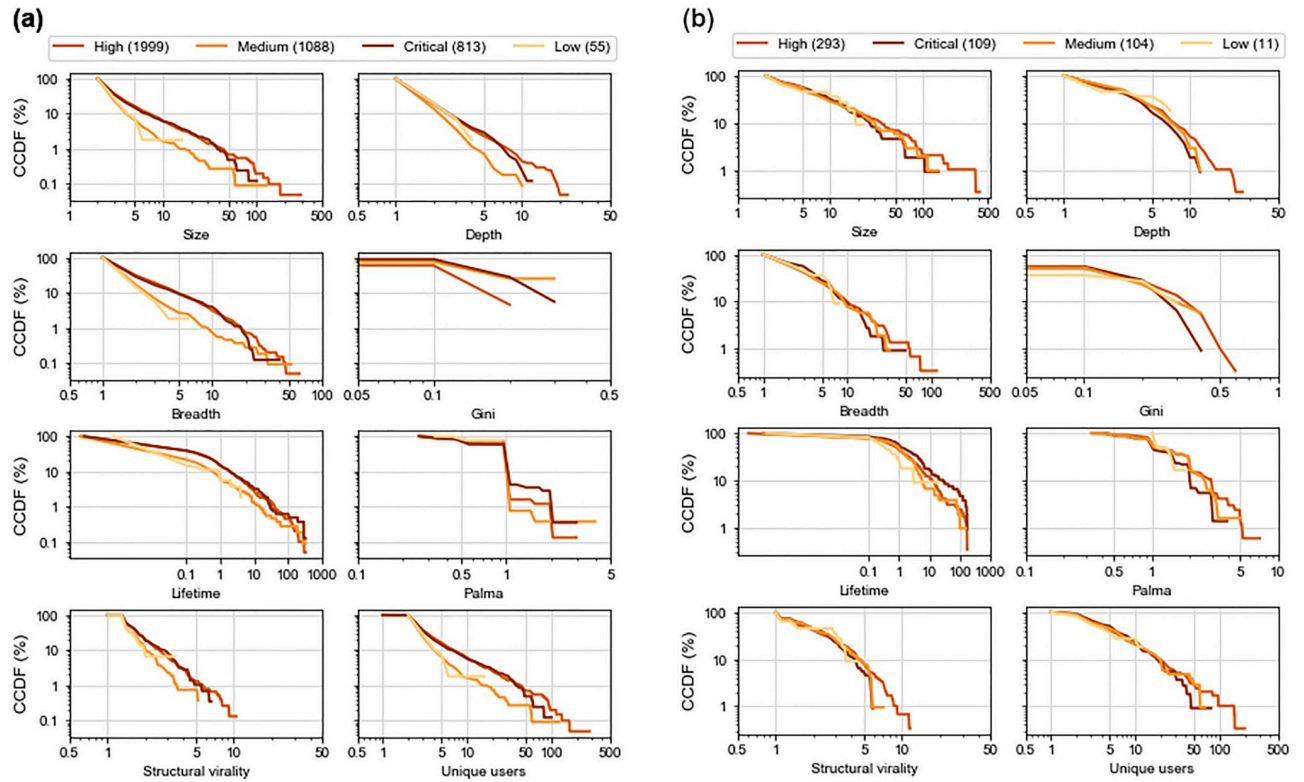 (a)
High (1999) Medium (1088) Critical (813) Low (55)
CCDF (%)
100
10
1
0.1
1 5 10 50 100 500
Size
0.5 1 5 10 50
Depth
CCDF (%)
100
10
1
0.1
0.5 1 5 10 50 100
Breadth
0.05 0.1 0.5
Gini
CCDF (%)
100
10
1
0.1
0.1 1 10 100 1000
Lifetime
0.1 0.5 1 5
Palma
CCDF (%)
100
10
1
0.1
0.5 1 5 10 50
Structural virality
0.5 1 5 10 50 100 500
Unique users
(b)
High (293) Critical (109) Medium (104) Low (11)
CCDF (%)
100
10
1
1 5 10 50 100 500
Size
0.5 1 5 10 50
Depth
CCDF (%)
100
10
1
0.5 1 5 10 50 100 500
Breadth
0.05 0.1 0.5 1
Gini
CCDF (%)
100
10
1
0.1 1 10 100 1000
Lifetime
0.1 0.5 1 5 10
Palma
CCDF (%)
100
10
1
0.5 1 5 10 50
Structural virality
0.5 1 5 10 50 100 500
Unique users